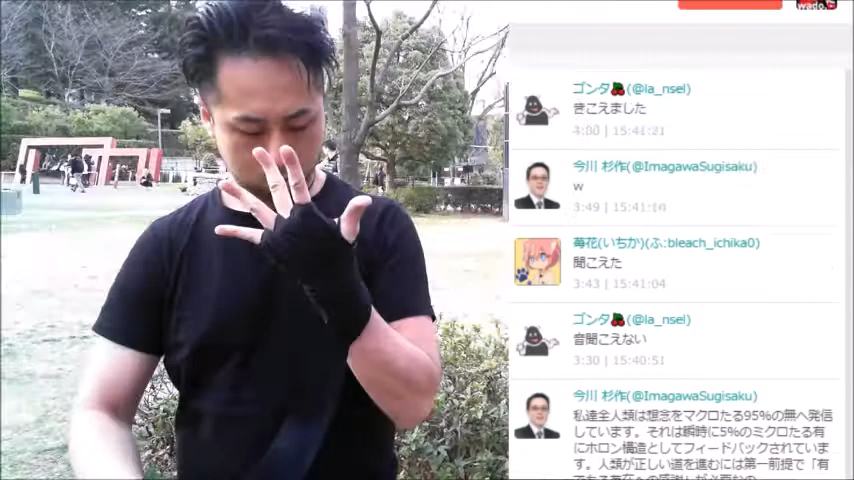 wado.
ゴンタ🍒(@la_nsel)
きこえました
4:00 | 15:41:21
今川 杉作(@ImagawaSugisaku)
w
3:49 | 15:41:10
苺花(いちか)(ふ:bleach_ichika0)
聞こえた
3:43 | 15:41:04
ゴンタ🍒(@la_nsel)
音聞こえない
3:30 | 15:40:51
今川 杉作(@ImagawaSugisaku)
私達全人類は想念をマクロたる95%の無へ発信
しています。それは瞬時に5%のミクロたる有
にホロン構造としてフィードバックされていま
す。人類が正しい道を進むには第一前提で「有